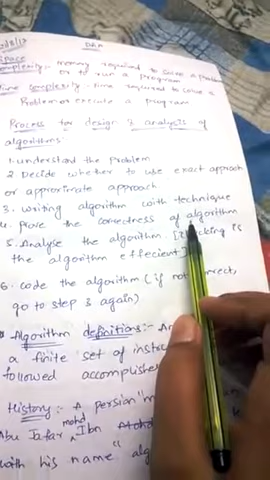 DAA
Space
complexity:- memory required to solve a problem
or to run a program
Time complexity:- time required to solve a
Problem or execute a program
Process for design & analysis of
algorithms:
1. understand the Problem
2. Decide whether to use exact approach
or approximate approach
3. writing algorithm with technique
4. Prove the correctness of algorithm
5. Analyse the algorithm. is
the algorithm effecient]
6. code the algorithm (if not correct,
go to step 3 again)
Algorithm definitions:-
a finite set of
followed
History:- A persian
Abu Jafar mohd Ibn
with his name